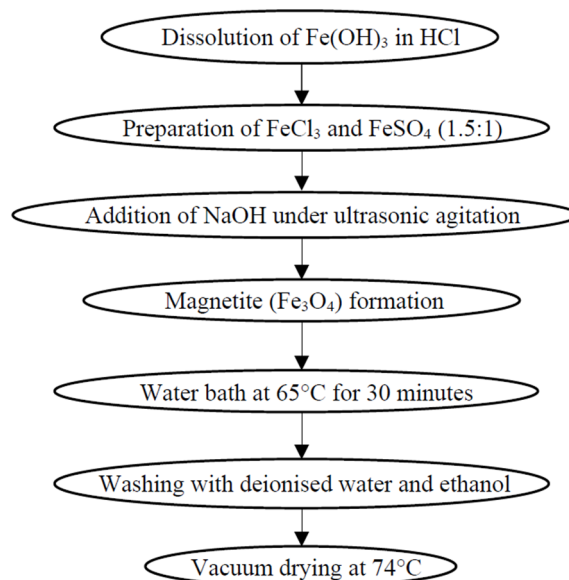 Dissolution of Fe(OH)₃ in HCl
Preparation of FeCl₃ and FeSO₄ (1.5:1)
Addition of NaOH under ultrasonic agitation
Magnetite (Fe₃O₄) formation
Water bath at 65°C for 30 minutes
Washing with deionised water and ethanol
Vacuum drying at 74°C